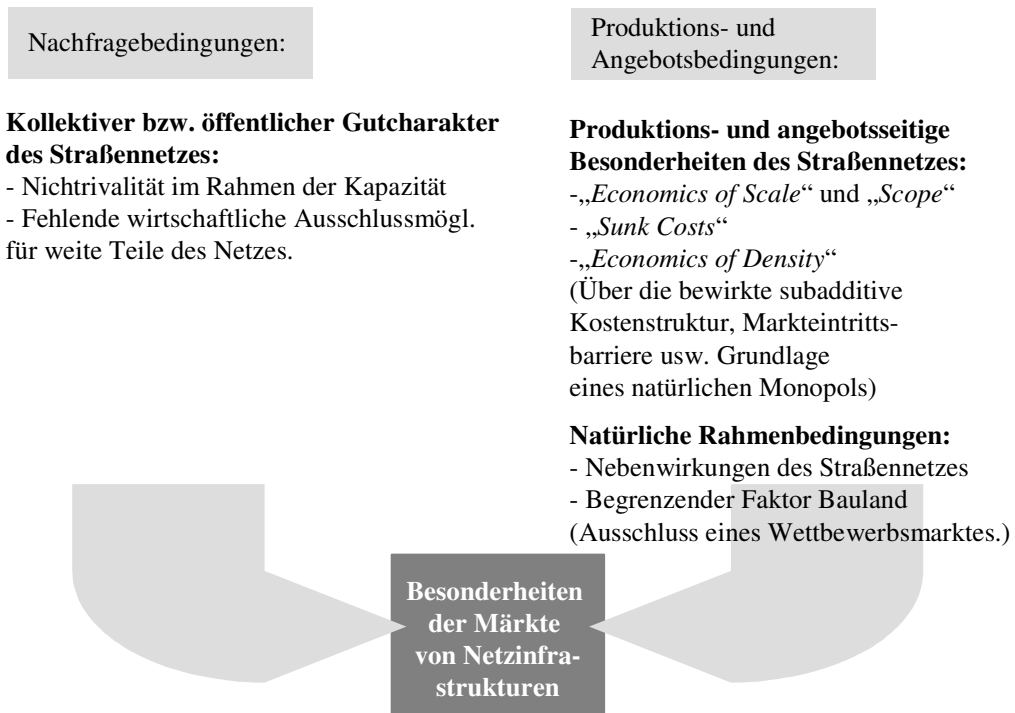 Nachfragebedingungen:
Kollektiver bzw. öffentlicher Gutcharakter
des Straßennetzes:
- Nichtrivalität im Rahmen der Kapazität
- Fehlende wirtschaftliche Ausschlussmögl.
für weite Teile des Netzes.
Produktions- und
Angebotsbedingungen:
Produktions- und angebotsseitige
Besonderheiten des Straßennetzes:
-„Economics of Scale“ und „Scope“
- „Sunk Costs“
-„Economics of Density“
(Über die bewirkte subadditive
Kostenstruktur, Markteintritts-
barriere usw. Grundlage
eines natürlichen Monopols)
Natürliche Rahmenbedingungen:
- Nebenwirkungen des Straßennetzes
- Begrenzender Faktor Bauland
(Ausschluss eines Wettbewerbsmarktes.)
Besonderheiten
der Märkte
von Netzinfra-
strukturen